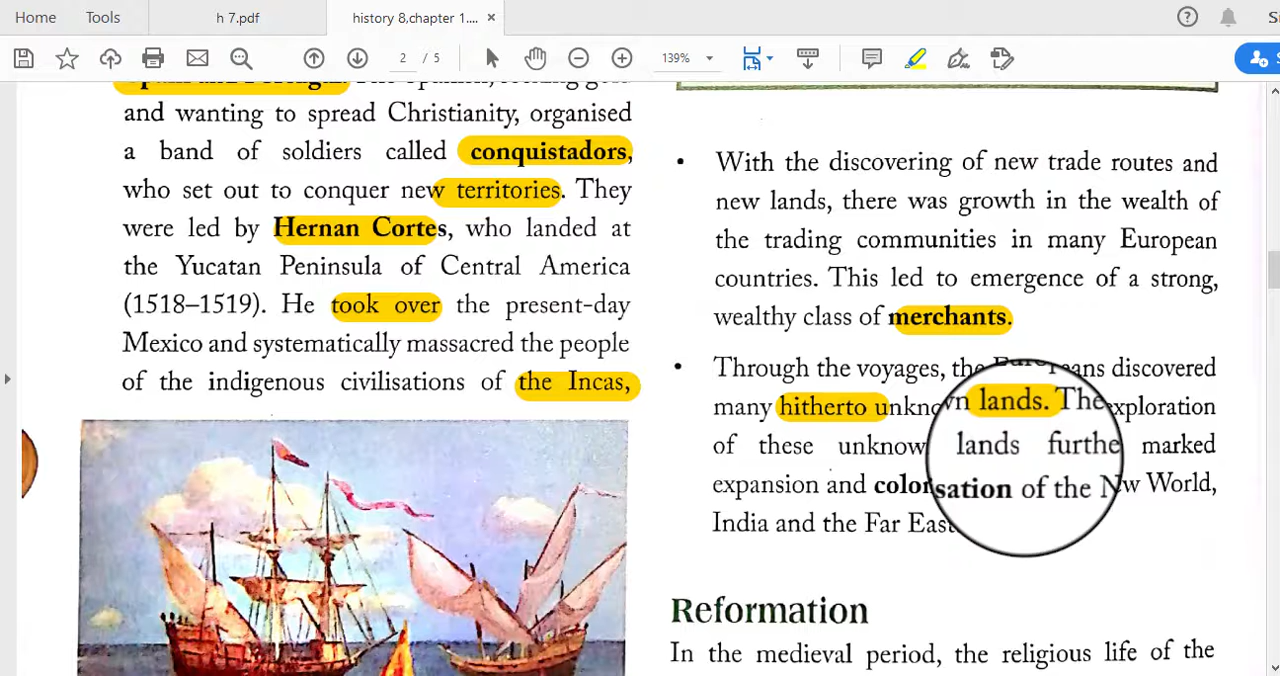 Home
Tools
h 7.pdf
history 8,chapter 1....
2 / 5
139%
and wanting to spread Christianity, organised
a band of soldiers called conquistadors,
who set out to conquer new territories. They
were led by Hernan Cortes, who landed at
the Yucatan Peninsula of Central America
(1518–1519). He took over the present-day
Mexico and systematically massacred the people
of the indigenous civilisations of the Incas,
• With the discovering of new trade routes and
new lands, there was growth in the wealth of
the trading communities in many European
countries. This led to emergence of a strong,
wealthy class of merchants.
• Through the voyages, the Europeans discovered
many hitherto unknown lands. The exploration
of these unknow lands furthe marked
expansion and colonisation of the New World,
India and the Far East
Reformation
In the medieval period, the religious life of the